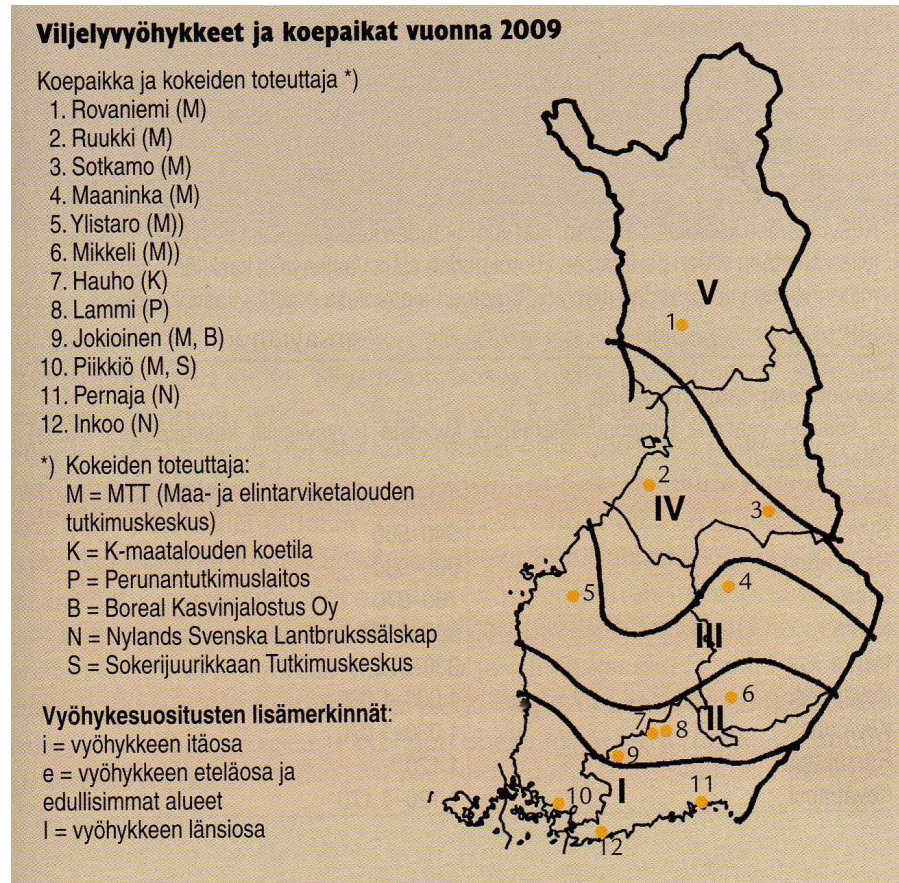 Viljelyvyöhykkeet ja koepaikat vuonna 2009
Koepaikka ja kokeiden toteuttaja *)
1. Rovaniemi (M)
2. Ruukki (M)
3. Sotkamo (M)
4. Maaninka (M)
5. Ylistaro (M))
6. Mikkeli (M))
7. Hauho (K)
8. Lammi (P)
9. Jokioinen (M, B)
10. Piikkiö (M, S)
11. Pernaja (N)
12. Inkoo (N)
*) Kokeiden toteuttaja:
M = MTT (Maa- ja elintarviketalouden
tutkimuskeskus)
K = K-maatalouden koetila
P = Perunantutkimuslaitos
B = Boreal Kasvinjalostus Oy
N = Nylands Svenska Lantbrukssälskap
S = Sokerijuurikkaan Tutkimuskeskus
Vyöhykesuositusten lisämerkinnät:
i = vyöhykkeen itäosa
e = vyöhykkeen eteläosa ja
edullisimmat alueet
l = vyöhykkeen länsiosa
V
1
2
IV
3
4
5
III
6
II
7
8
9
I
10
11
12